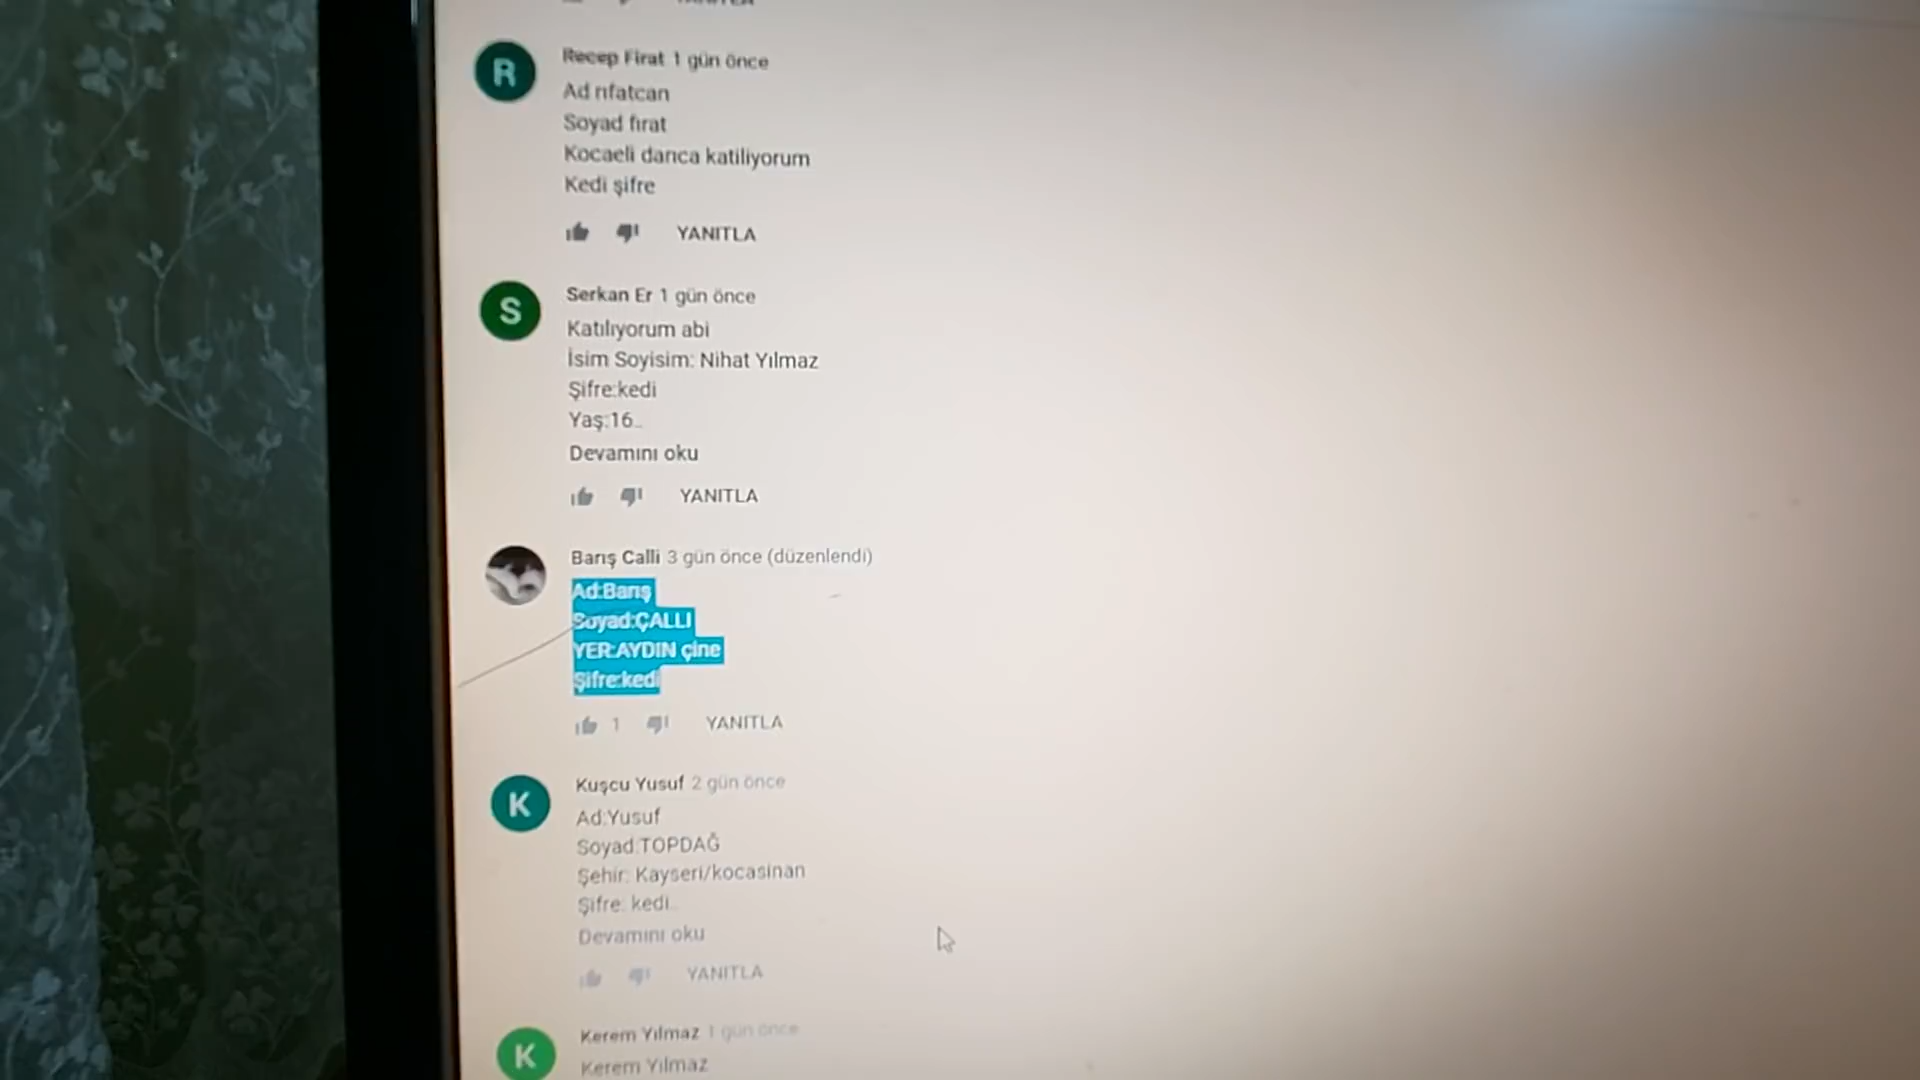 R
Recep Firat 1 gün önce
Ad rıfatcan
Soyad fırat
Kocaeli darıca katiliyorum
Kedi şifre
YANITLA
S
Serkan Er 1 gün önce
Katılıyorum abi
İsim Soyisim: Nihat Yılmaz
Şifre:kedi
Yaş:16..
Devamını oku
YANITLA
Barış Calli 3 gün önce (düzenlendi)
Ad:Barış
Soyad:ÇALLI
YER:AYDIN çine
Şifre:kedi
1 YANITLA
K
Kuşcu Yusuf 2 gün önce
Ad:Yusuf
Soyad:TOPDAĞ
Şehir: Kayseri/kocasinan
Şifre: kedi..
Devamını oku
YANITLA
K
Kerem Yılmaz 1 gün önce
Kerem Yılmaz